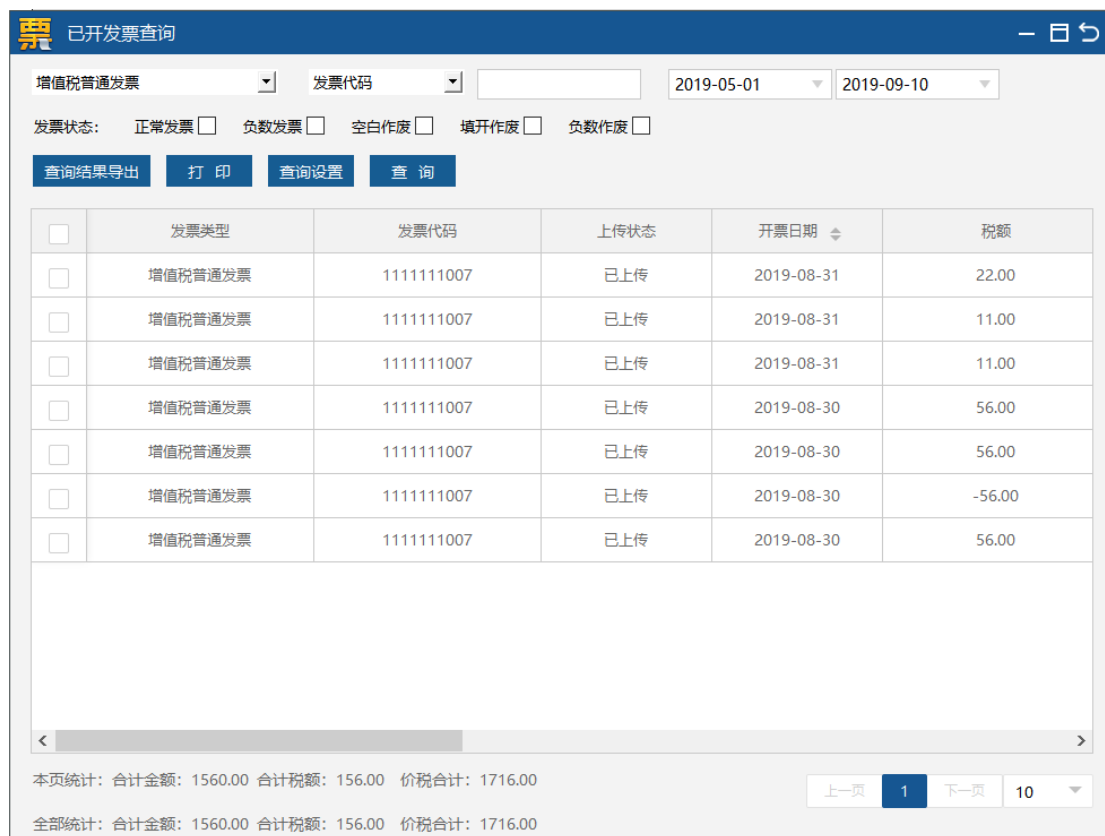 票 已开发票查询
增值税普通发票 发票代码 2019-05-01 2019-09-10
发票状态: 正常发票 负数发票 空白作废 填开作废 负数作废
查询结果导出 打 印 查询设置 查 询
发票类型 发票代码 上传状态 开票日期 税额
增值税普通发票 1111111007 已上传 2019-08-31 22.00
增值税普通发票 1111111007 已上传 2019-08-31 11.00
增值税普通发票 1111111007 已上传 2019-08-31 11.00
增值税普通发票 1111111007 已上传 2019-08-30 56.00
增值税普通发票 1111111007 已上传 2019-08-30 56.00
增值税普通发票 1111111007 已上传 2019-08-30 -56.00
增值税普通发票 1111111007 已上传 2019-08-30 56.00
本页统计：合计金额：1560.00 合计税额：156.00 价税合计：1716.00
上一页 1 下一页 10
全部统计：合计金额：1560.00 合计税额：156.00 价税合计：1716.00